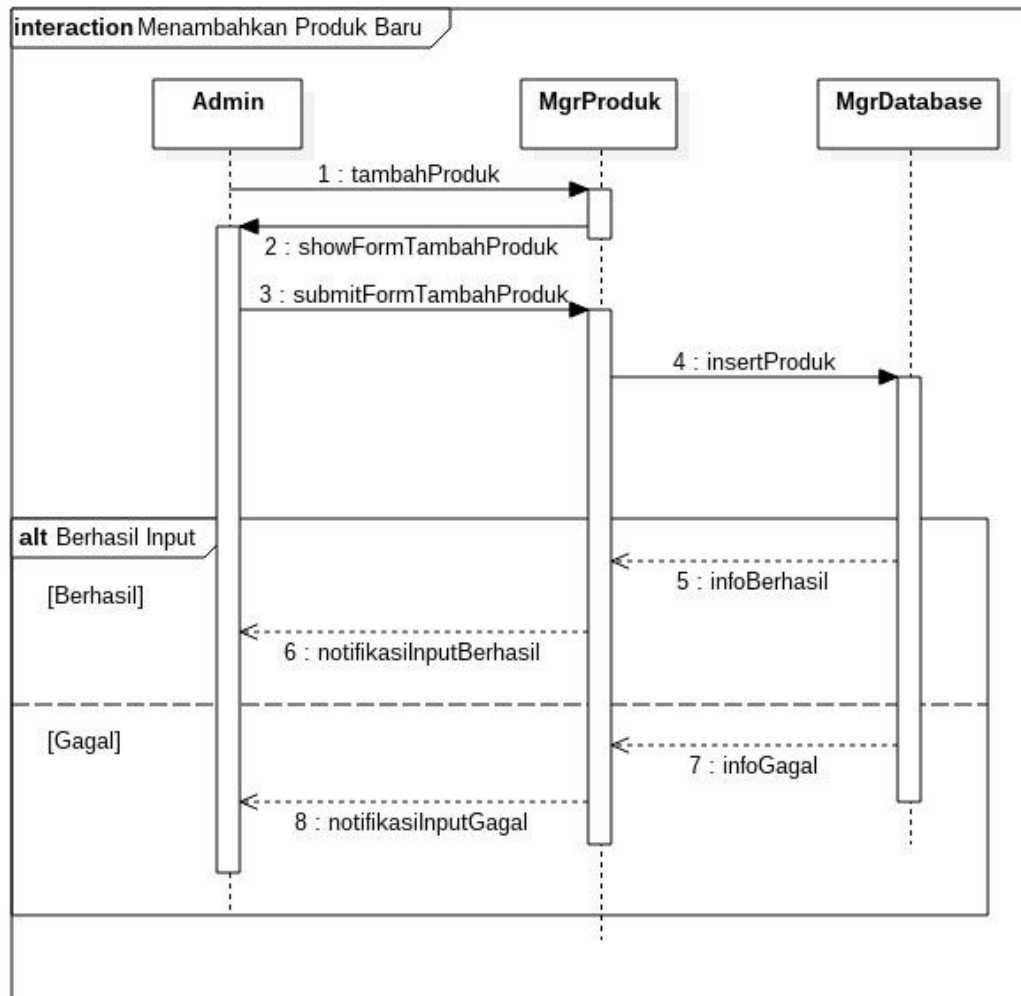 interaction Menambahkan Produk Baru
Admin
MgrProduk
MgrDatabase
1 : tambahProduk
2 : showFormTambahProduk
3 : submitFormTambahProduk
4 : insertProduk
alt Berhasil Input
5 : infoBerhasil
[Berhasil]
6 : notifikasiInputBerhasil
[Gagal]
7 : infoGagal
8 : notifikasiInputGagal